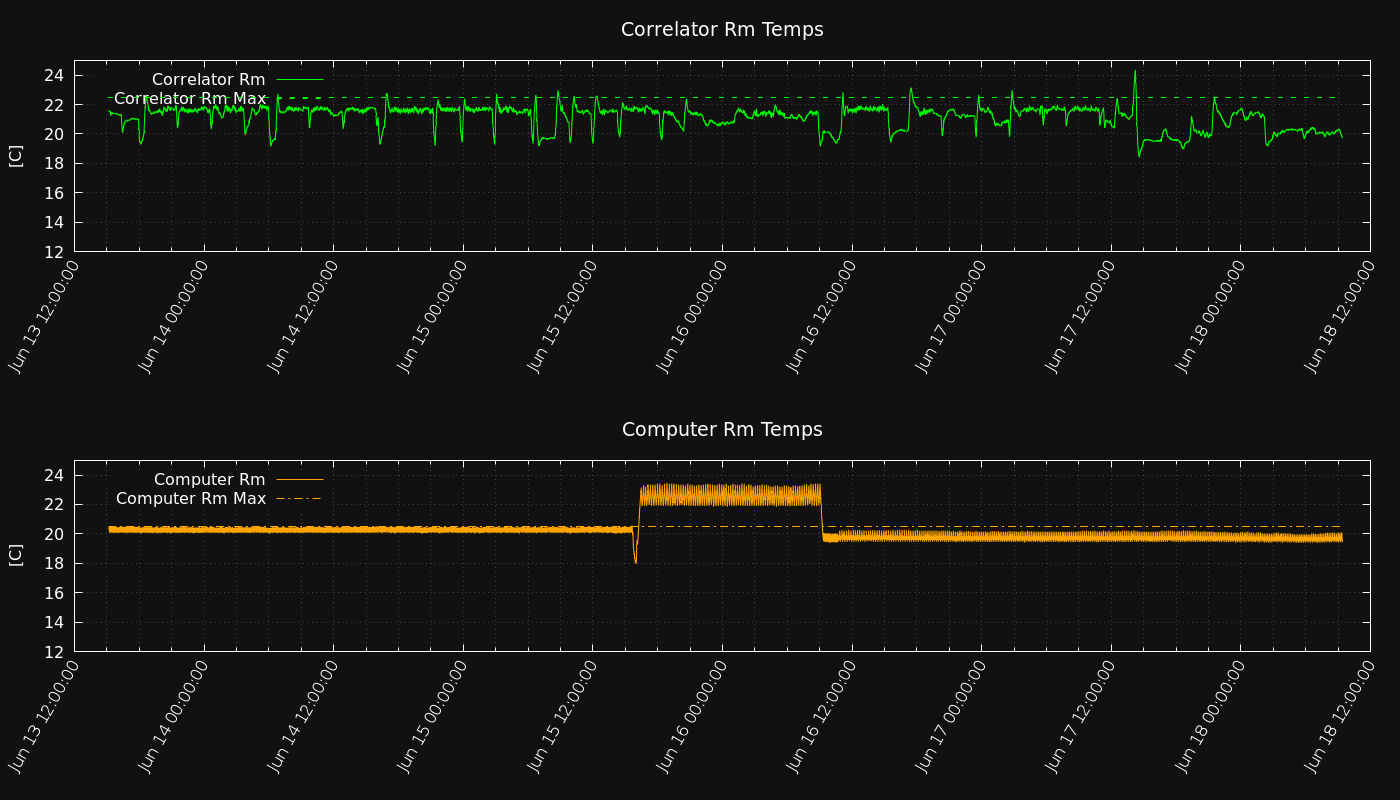 Correlator Rm Temps
Correlator Rm
Correlator Rm Max
[C]
24
22
20
18
16
14
12
Jun 13 12:00:00
Jun 14 00:00:00
Jun 14 12:00:00
Jun 15 00:00:00
Jun 15 12:00:00
Jun 16 00:00:00
Jun 16 12:00:00
Jun 17 00:00:00
Jun 17 12:00:00
Jun 18 00:00:00
Jun 18 12:00:00
Computer Rm Temps
Computer Rm
Computer Rm Max
[C]
24
22
20
18
16
14
12
Jun 13 12:00:00
Jun 14 00:00:00
Jun 14 12:00:00
Jun 15 00:00:00
Jun 15 12:00:00
Jun 16 00:00:00
Jun 16 12:00:00
Jun 17 00:00:00
Jun 17 12:00:00
Jun 18 00:00:00
Jun 18 12:00:00